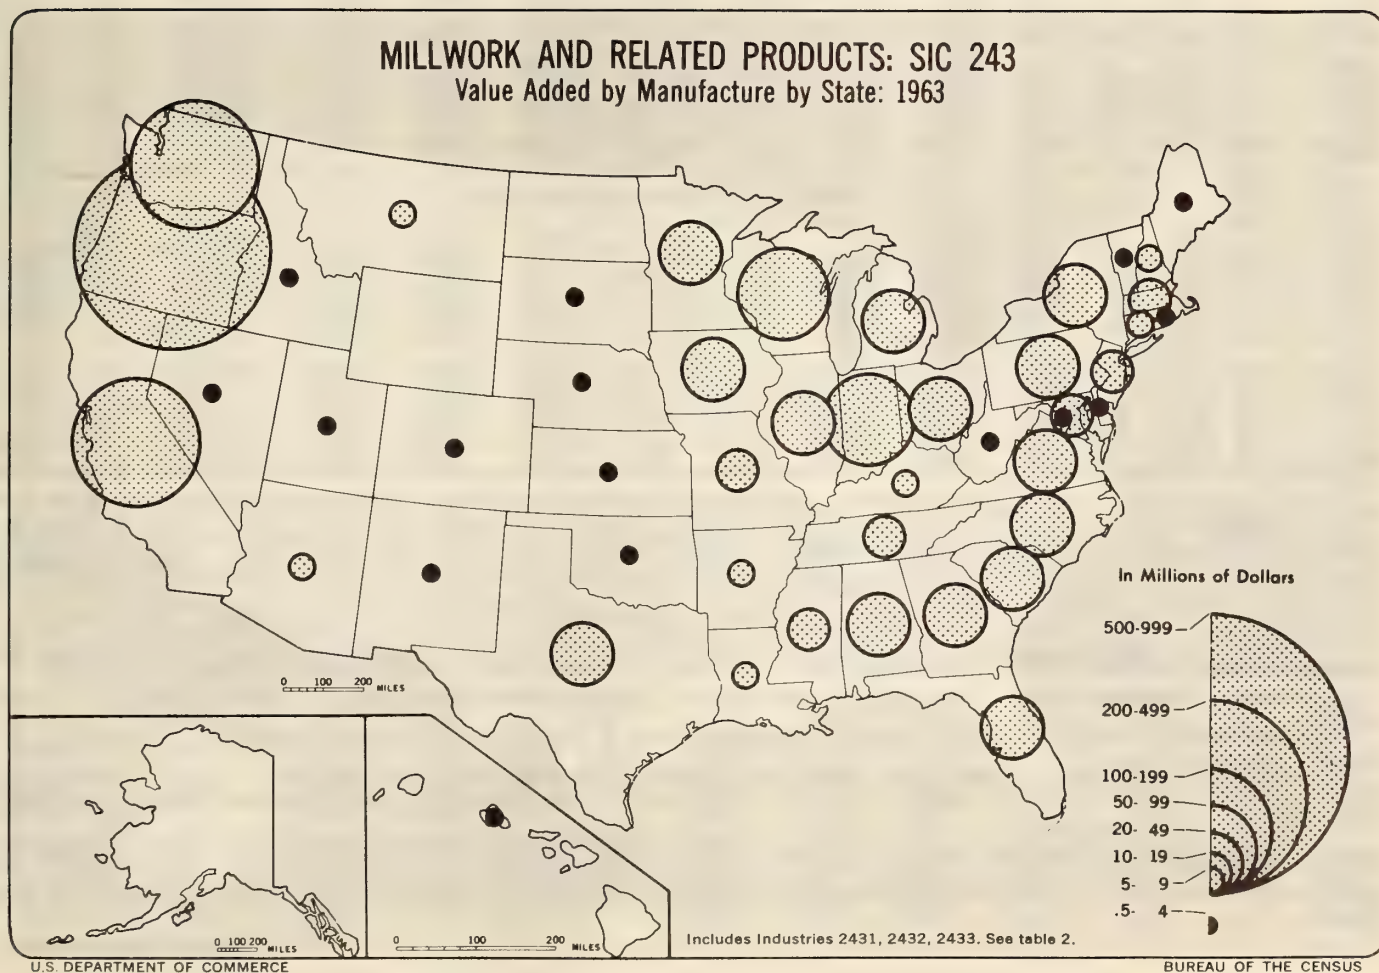 MILLWORK AND RELATED PRODUCTS: SIC 243
Value Added by Manufacture by State: 1963
In Millions of Dollars
500-999
200-499
100-199
50- 99
20- 49
10- 19
5- 9
.5- 4
0 100 200
MILES
0 100 200
MILES
0 100 200
MILES
Includes Industries 2431, 2432, 2433. See table 2.
U.S. DEPARTMENT OF COMMERCE
BUREAU OF THE CENSUS